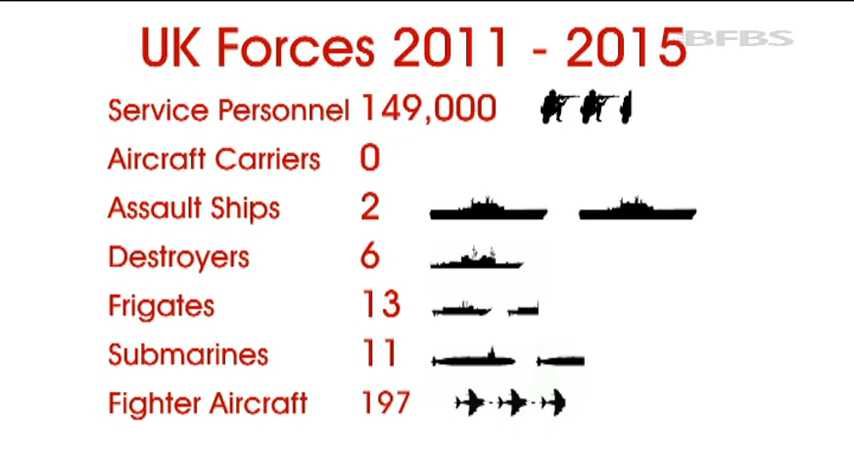 UK Forces 2011 - 2015
BFBS
Service Personnel 149,000
Aircraft Carriers 0
Assault Ships 2
Destroyers 6
Frigates 13
Submarines 11
Fighter Aircraft 197